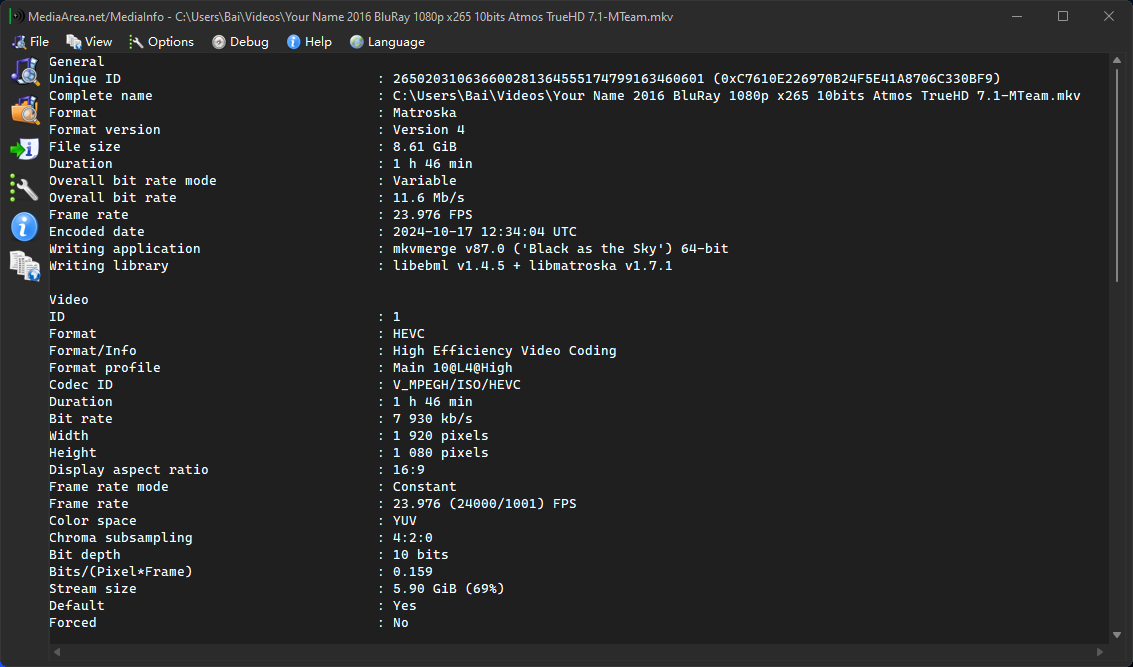 MediaArea.net/MediaInfo - C:\Users\Bai\Videos\Your Name 2016 BluRay 1080p x265 10bits Atmos TrueHD 7.1-MTeam.mkv
File View Options Debug Help Language
General
Unique ID : 265020310636600281364555174799163460601 (0xC7610E226970B24F5E41A8706C330BF9)
Complete name : C:\Users\Bai\Videos\Your Name 2016 BluRay 1080p x265 10bits Atmos TrueHD 7.1-MTeam.mkv
Format : Matroska
Format version : Version 4
File size : 8.61 GiB
Duration : 1 h 46 min
Overall bit rate mode : Variable
Overall bit rate : 11.6 Mb/s
Frame rate : 23.976 FPS
Encoded date : 2024-10-17 12:34:04 UTC
Writing application : mkvmerge v87.0 ('Black as the Sky') 64-bit
Writing library : libebml v1.4.5 + libmatroska v1.7.1
Video
ID : 1
Format : HEVC
Format/Info : High Efficiency Video Coding
Format profile : Main 10@L4@High
Codec ID : V_MPEGH/ISO/HEVC
Duration : 1 h 46 min
Bit rate : 7 930 kb/s
Width : 1 920 pixels
Height : 1 080 pixels
Display aspect ratio : 16:9
Frame rate mode : Constant
Frame rate : 23.976 (24000/1001) FPS
Color space : YUV
Chroma subsampling : 4:2:0
Bit depth : 10 bits
Bits/(Pixel*Frame) : 0.159
Stream size : 5.90 GiB (69%)
Default : Yes
Forced : No